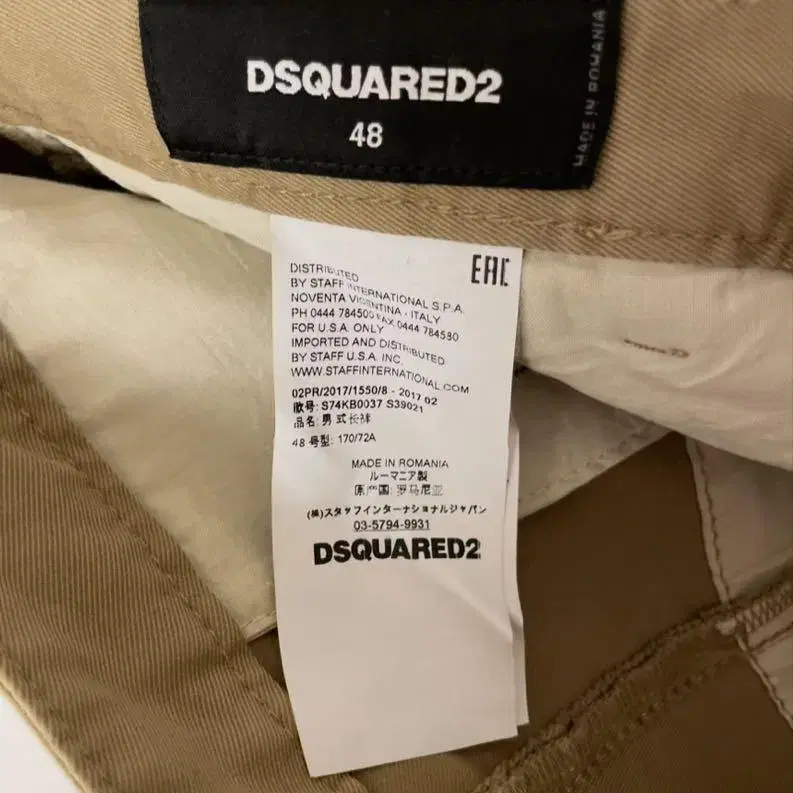 DSQUARED2
48
MADE IN ROMANIA
EAC
DISTRIBUTED
BY STAFF INTERNATIONAL S.P.A.
NOVENTA VICENTINA - ITALY
PH 0444 784500 FAX 0444 784580
FOR U.S.A. ONLY
IMPORTED AND DISTRIBUTED
BY STAFF U.S.A. INC.
WWW.STAFFINTERNATIONAL.COM
02PR/2017/1550/8 - 2017 02
款号: S74KB0037 S39021
品名: 男式长裤
48 号型: 170/72A
MADE IN ROMANIA
ルーマニア製
原产国: 罗马尼亚
(株)スタッフインターナショナルジャパン
03-5794-9931
DSQUARED2